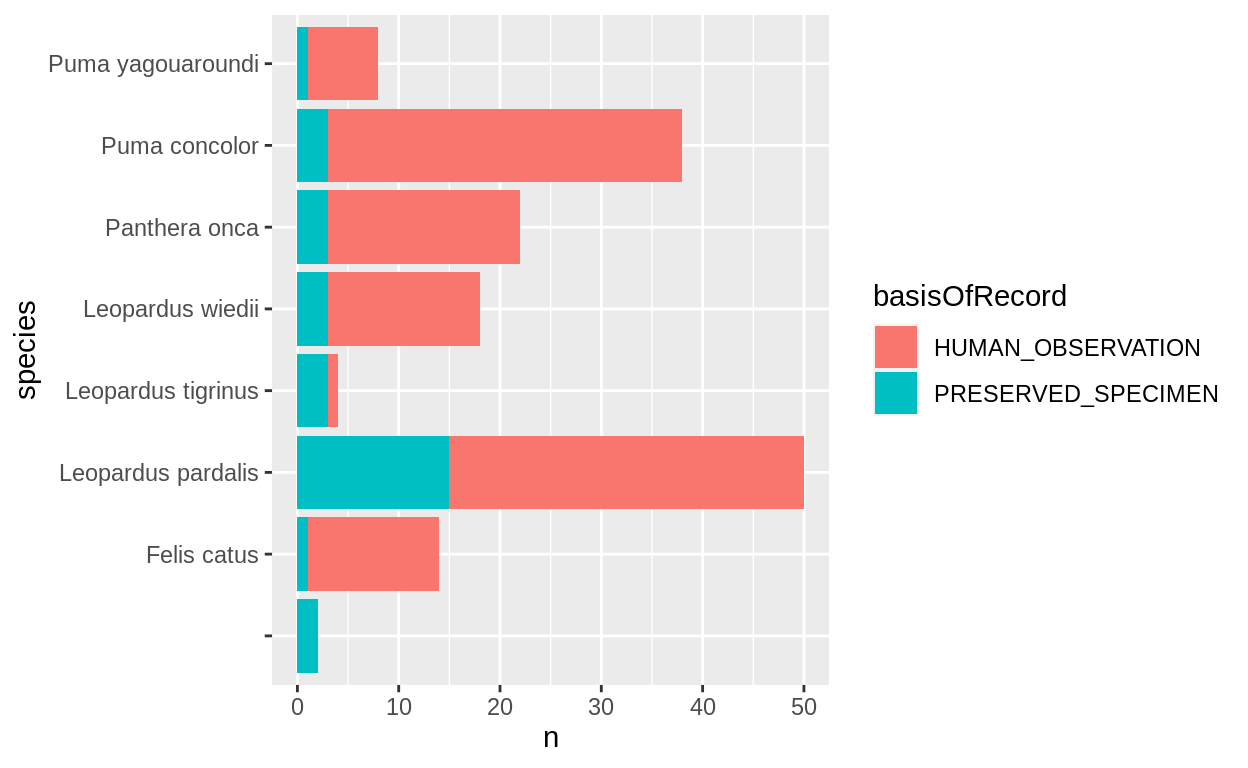 Puma yagouaroundi
Puma concolor
Panthera onca
Leopardus wiedii
Leopardus tigrinus
Leopardus pardalis
Felis catus
species
0 10 20 30 40 50
n
basisOfRecord
HUMAN_OBSERVATION
PRESERVED_SPECIMEN